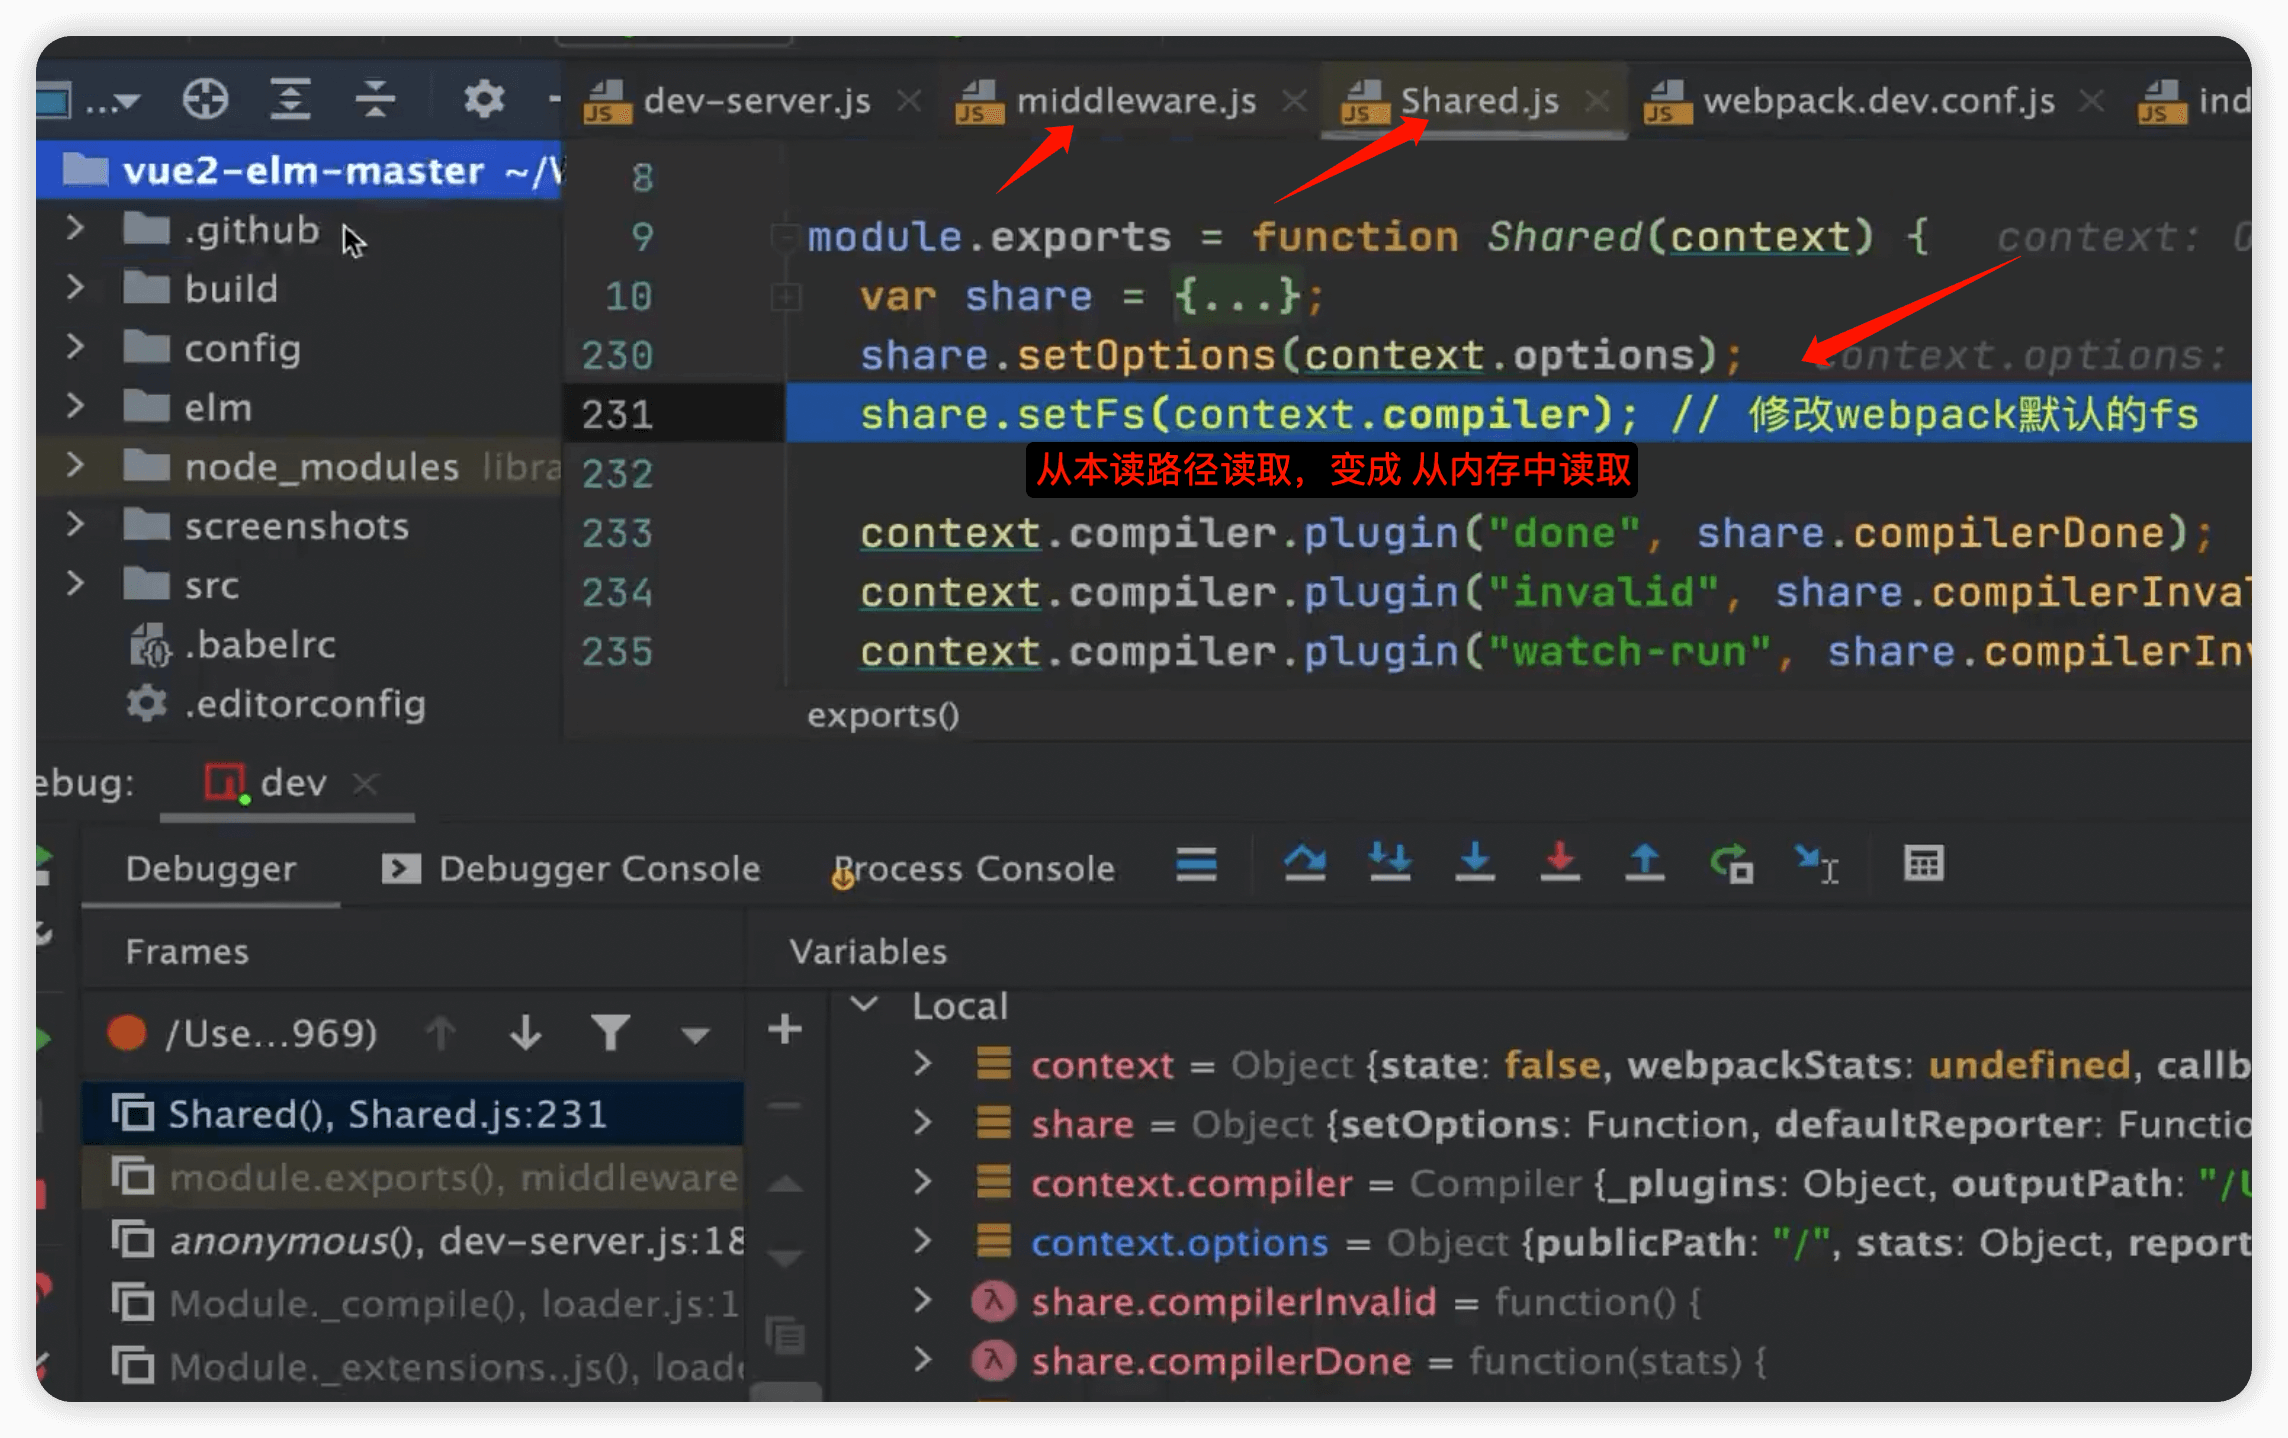 ...
dev-server.js
middleware.js
Shared.js
webpack.dev.conf.js
ind
vue2-elm-master ~/
.github
build
config
elm
node_modules libra
screenshots
src
.babelrc
.editorconfig
8
9 module.exports = function Shared(context) { context:
10 var share = {...};
230 share.setOptions(context.options); context.options:
231 share.setFs(context.compiler); // 修改webpack默认的fs
232 从本读路径读取，变成 从内存中读取
233 context.compiler.plugin("done", share.compilerDone);
234 context.compiler.plugin("invalid", share.compilerInval
235 context.compiler.plugin("watch-run", share.compilerInv
exports()
ebug: dev
Debugger
Debugger Console
Process Console
Frames
Variables
/Use...969)
Shared(), Shared.js:231
module.exports(), middleware
anonymous(), dev-server.js:18
Module._compile(), loader.js:1
Module._extensions..js(), load
Local
context = Object {state: false, webpackStats: undefined, callb
share = Object {setOptions: Function, defaultReporter: Functio
context.compiler = Compiler {_plugins: Object, outputPath: "/U
context.options = Object {publicPath: "/", stats: Object, report
share.compilerInvalid = function() {
share.compilerDone = function(stats) {